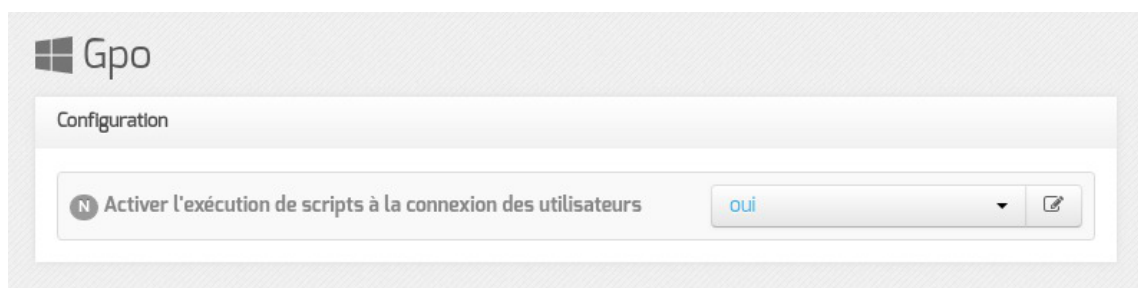 Gpo
Configuration
N Activer l'exécution de scripts à la connexion des utilisateurs oui